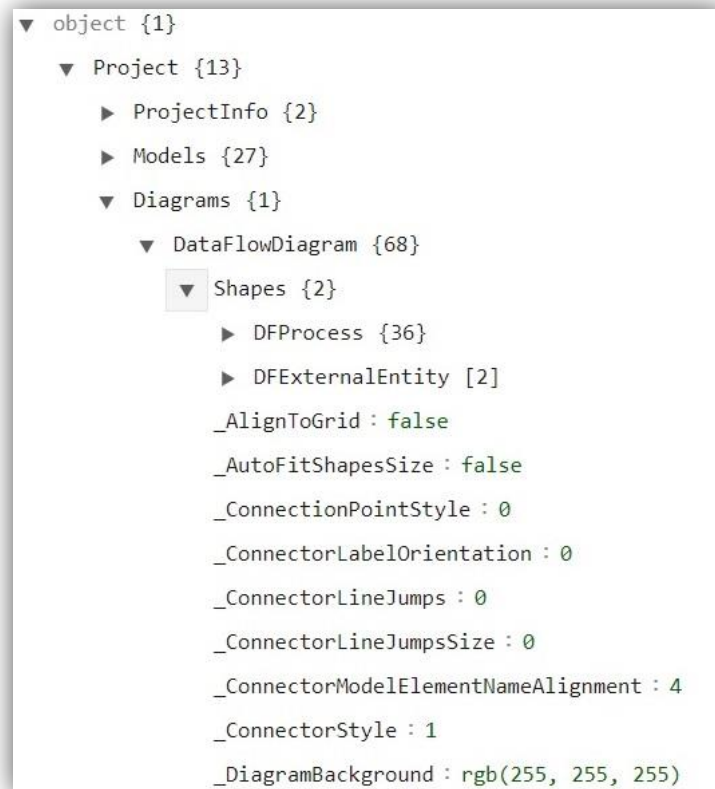 object {1}
Project {13}
ProjectInfo {2}
Models {27}
Diagrams {1}
DataFlowDiagram {68}
Shapes {2}
DFProcess {36}
DFExternalEntity [2]
_AlignToGrid : false
_AutoFitShapesSize : false
_ConnectionPointStyle : 0
_ConnectorLabelOrientation : 0
_ConnectorLineJumps : 0
_ConnectorLineJumpsSize : 0
_ConnectorModelElementNameAlignment : 4
_ConnectorStyle : 1
_DiagramBackground : rgb(255, 255, 255)